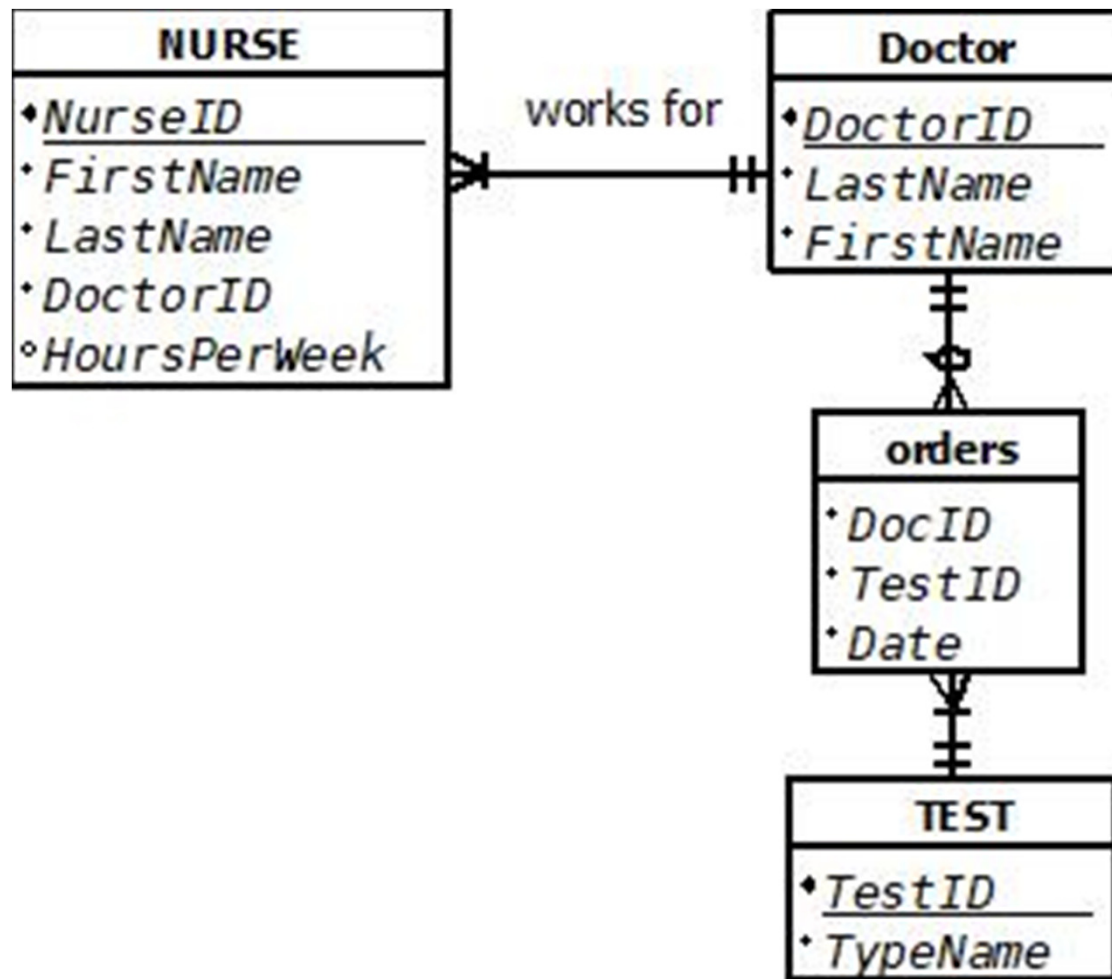 NURSE
NurseID
FirstName
LastName
DoctorID
HoursPerWeek
works for
Doctor
DoctorID
LastName
FirstName
orders
DocID
TestID
Date
TEST
TestID
TypeName